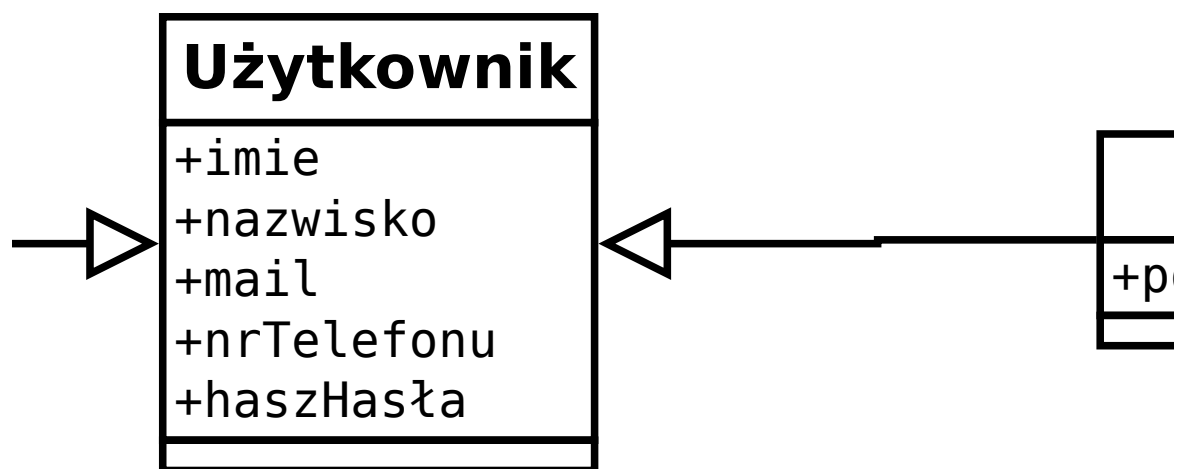 Użytkownik
+imie
+nazwisko
+mail
+nrTelefonu
+haszHasła